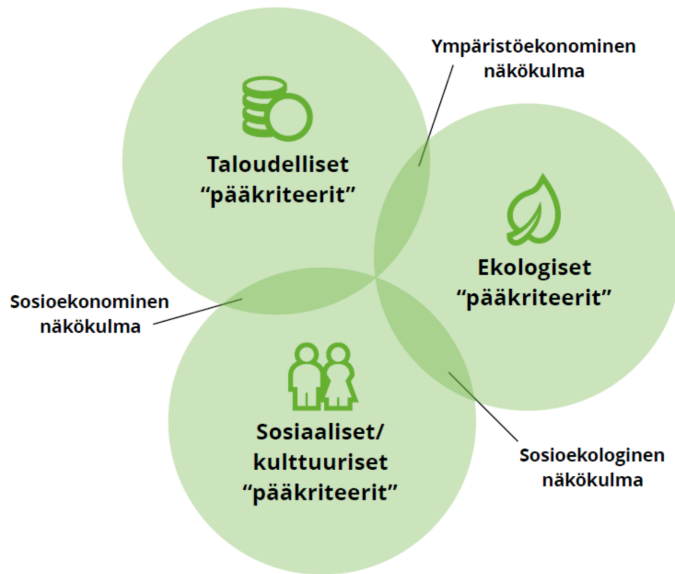 Ympäristöekonominen
näkökulma
Taloudelliset
“pääkriteerit”
Ekologiset
“pääkriteerit”
Sosioekonominen
näkökulma
Sosiaaliset/
kulttuuriset
“pääkriteerit”
Sosioekologinen
näkökulma